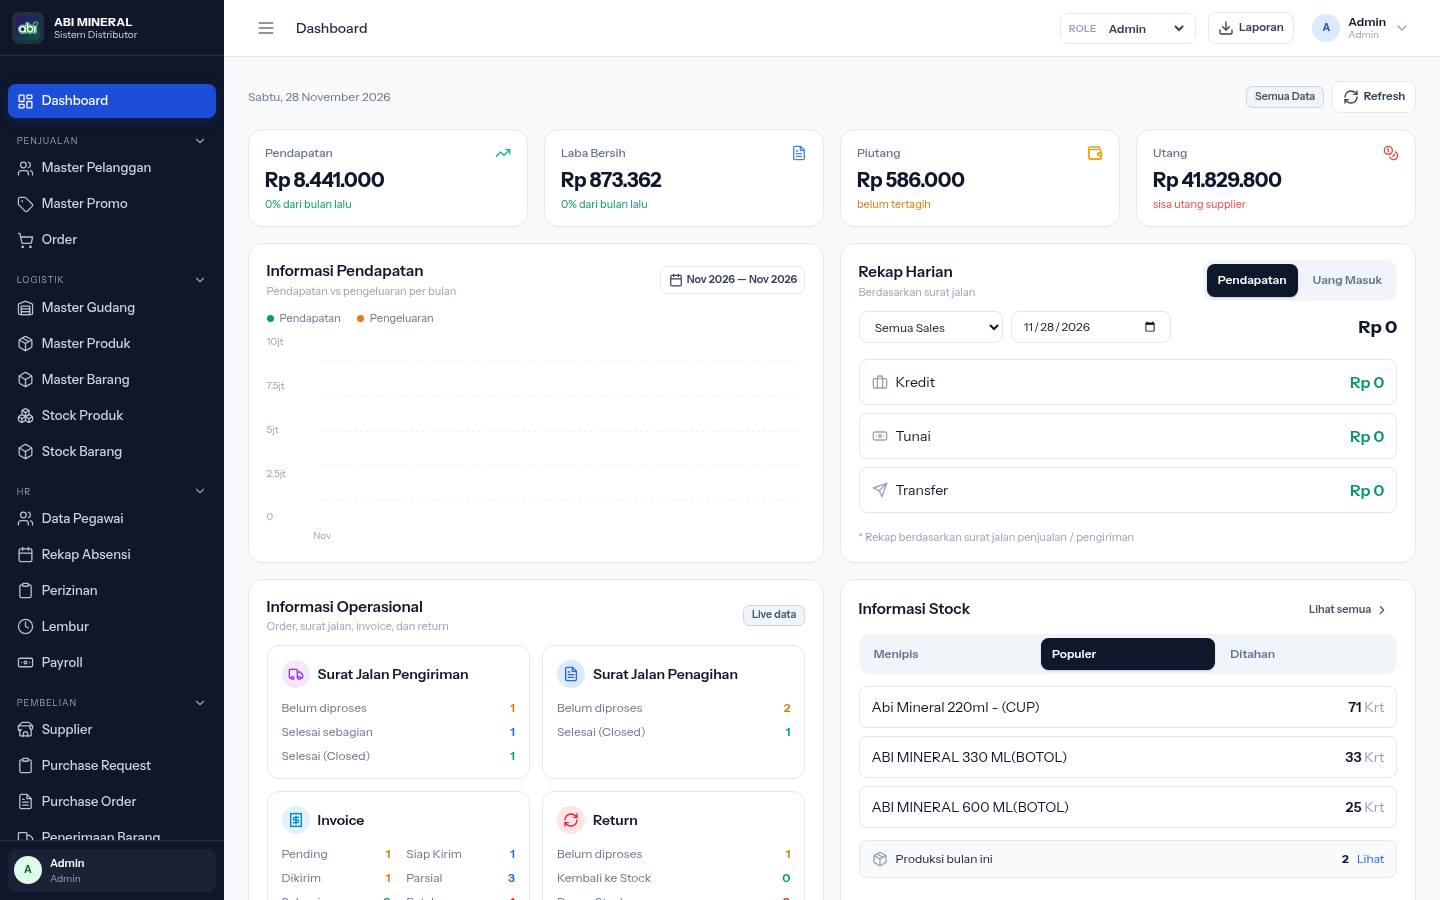 abi
ABI MINERAL
Sistem Distributor
Dashboard
PENJUALAN
Master Pelanggan
Master Promo
Order
LOGISTIK
Master Gudang
Master Produk
Master Barang
Stock Produk
Stock Barang
HR
Data Pegawai
Rekap Absensi
Perizinan
Lembur
Payroll
PEMBELIAN
Supplier
Purchase Request
Purchase Order
Penerimaan Barang
A
Admin
Admin
Dashboard
ROLE Admin
Laporan
A
Admin
Admin
Sabtu, 28 November 2026
Semua Data
Refresh
Pendapatan
Rp 8.441.000
0% dari bulan lalu
Laba Bersih
Rp 873.362
0% dari bulan lalu
Piutang
Rp 586.000
belum tertagih
Utang
Rp 41.829.800
sisa utang supplier
Informasi Pendapatan
Pendapatan vs pengeluaran per bulan
Nov 2026 — Nov 2026
Pendapatan
Pengeluaran
10jt
7.5jt
5jt
2.5jt
0
Nov
Rekap Harian
Berdasarkan surat jalan
Pendapatan
Uang Masuk
Semua Sales
11/28/2026
Rp 0
Kredit Rp 0
Tunai Rp 0
Transfer Rp 0
* Rekap berdasarkan surat jalan penjualan / pengiriman
Informasi Operasional
Order, surat jalan, invoice, dan return
Live data
Surat Jalan Pengiriman
Belum diproses 1
Selesai sebagian 1
Selesai (Closed) 1
Surat Jalan Penagihan
Belum diproses 2
Selesai (Closed) 1
Invoice
Pending 1 Siap Kirim 1
Dikirim 1 Parsial 3
Return
Belum diproses 1
Kembali ke Stock 0
Informasi Stock
Lihat semua
Menipis
Populer
Ditahan
Abi Mineral 220ml - (CUP) 71 Krt
ABI MINERAL 330 ML(BOTOL) 33 Krt
ABI MINERAL 600 ML(BOTOL) 25 Krt
Produksi bulan ini 2 Lihat